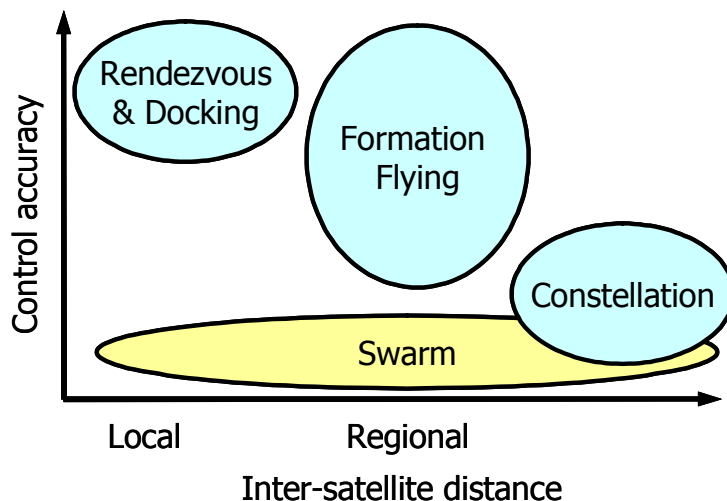 Control accuracy
Rendezvous
& Docking
Formation
Flying
Constellation
Swarm
Local
Regional
Inter-satellite distance